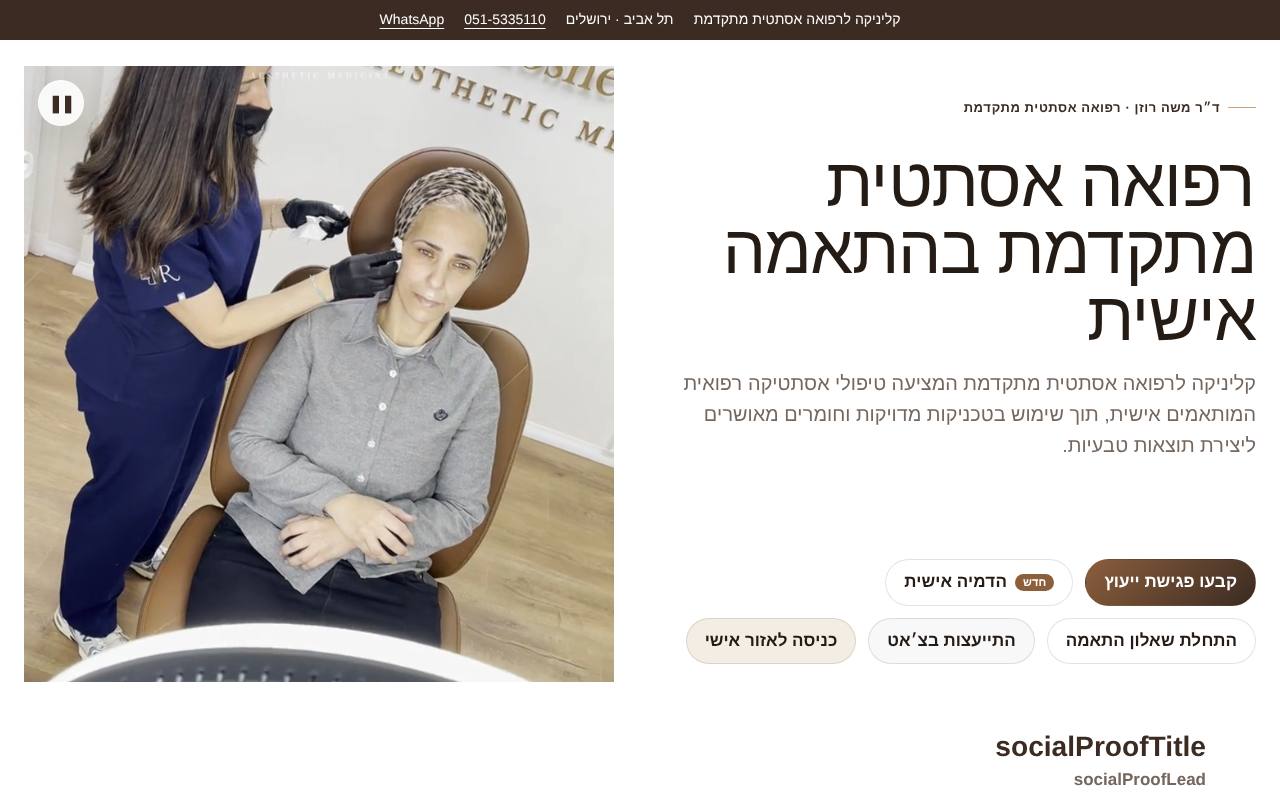 קליניקה לרפואה אסתטית מתקדמת תל אביב · ירושלים 051-5335110 WhatsApp
ד״ר משה רוזן · רפואה אסתטית מתקדמת
רפואה אסתטית
מתקדמת בהתאמה
אישית
קליניקה לרפואה אסתטית מתקדמת המציעה טיפולי אסתטיקה רפואית
המותאמים אישית, תוך שימוש בטכניקות מדויקות וחומרים מאושרים
ליצירת תוצאות טבעיות.
קבעו פגישת ייעוץ
הדמיה אישית חדש
התחלת שאלון התאמה
התייעצות בצ׳אט
כניסה לאזור אישי
AESTHETIC MEDICINE
ESTHETIC ME
socialProofTitle
socialProofLead